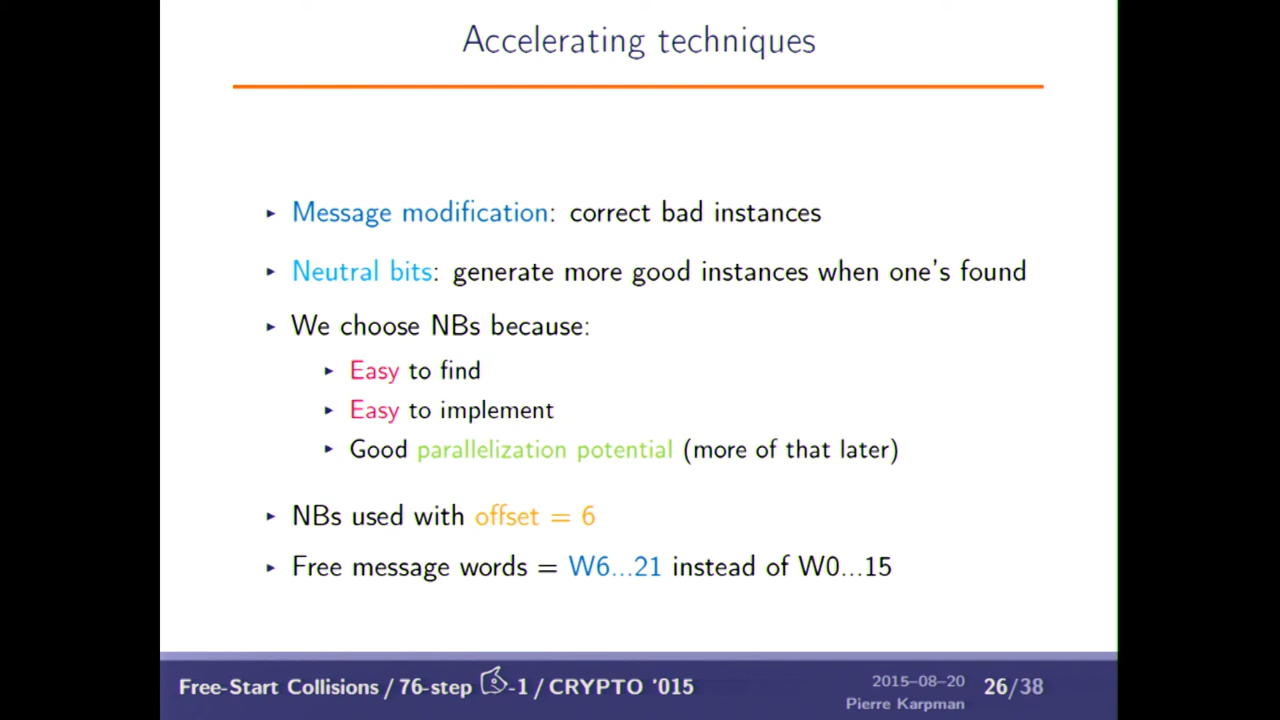 Accelerating techniques
▸ Message modification: correct bad instances
▸ Neutral bits: generate more good instances when one's found
▸ We choose NBs because:
▸ Easy to find
▸ Easy to implement
▸ Good parallelization potential (more of that later)
▸ NBs used with offset = 6
▸ Free message words = W6...21 instead of W0...15
Free-Start Collisions / 76-step -1 / CRYPTO '015
2015–08–20
Pierre Karpman
26/38